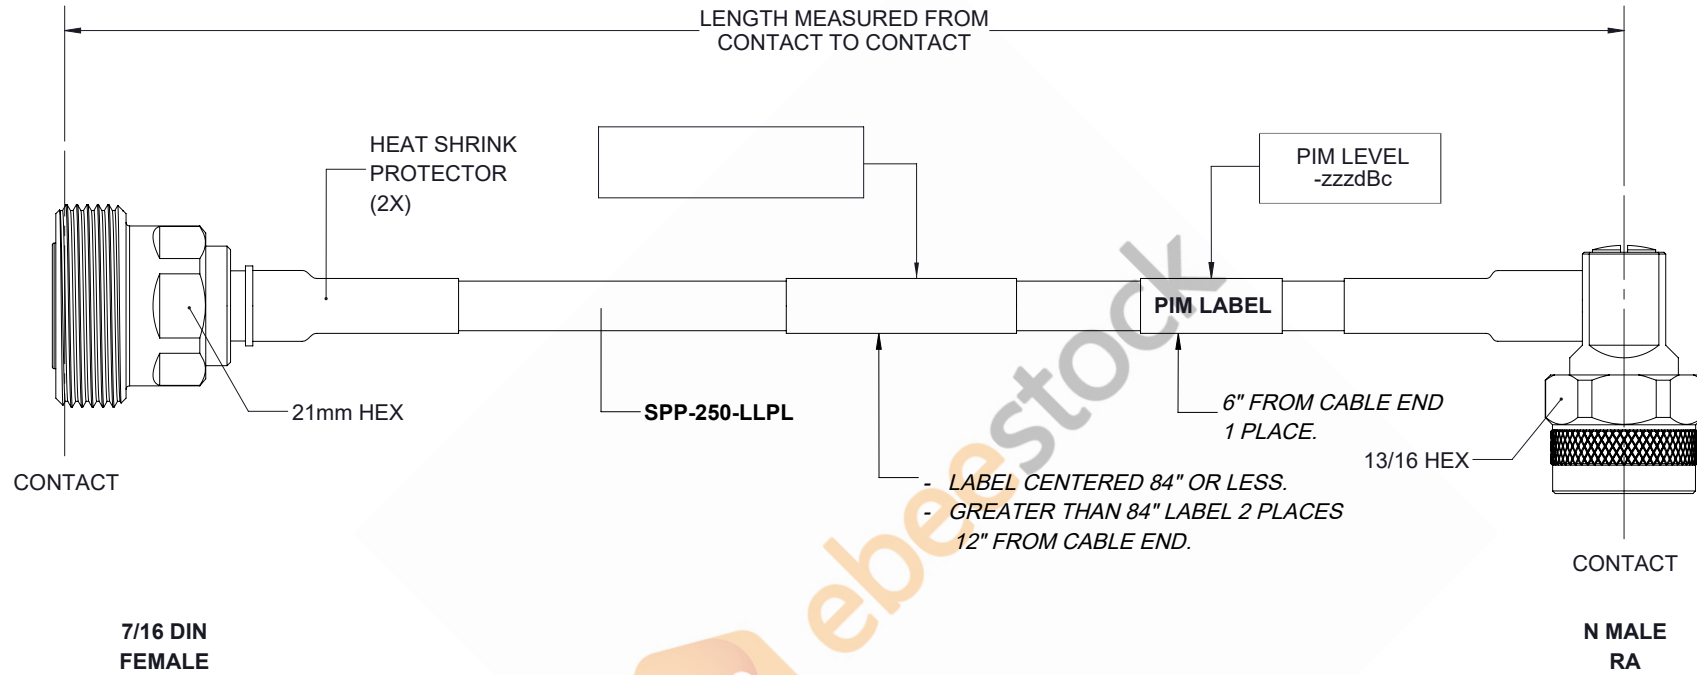 LENGTH MEASURED FROM
CONTACT TO CONTACT
HEAT SHRINK
PROTECTOR
(2X)
PIM LEVEL
-zzzdBc
PIM LABEL
21mm HEX
SPP-250-LLPL
6" FROM CABLE END
1 PLACE.
13/16 HEX
CONTACT
- LABEL CENTERED 84" OR LESS.
- GREATER THAN 84" LABEL 2 PLACES
12" FROM CABLE END.
CONTACT
7/16 DIN
FEMALE
N MALE
RA
ebeestock